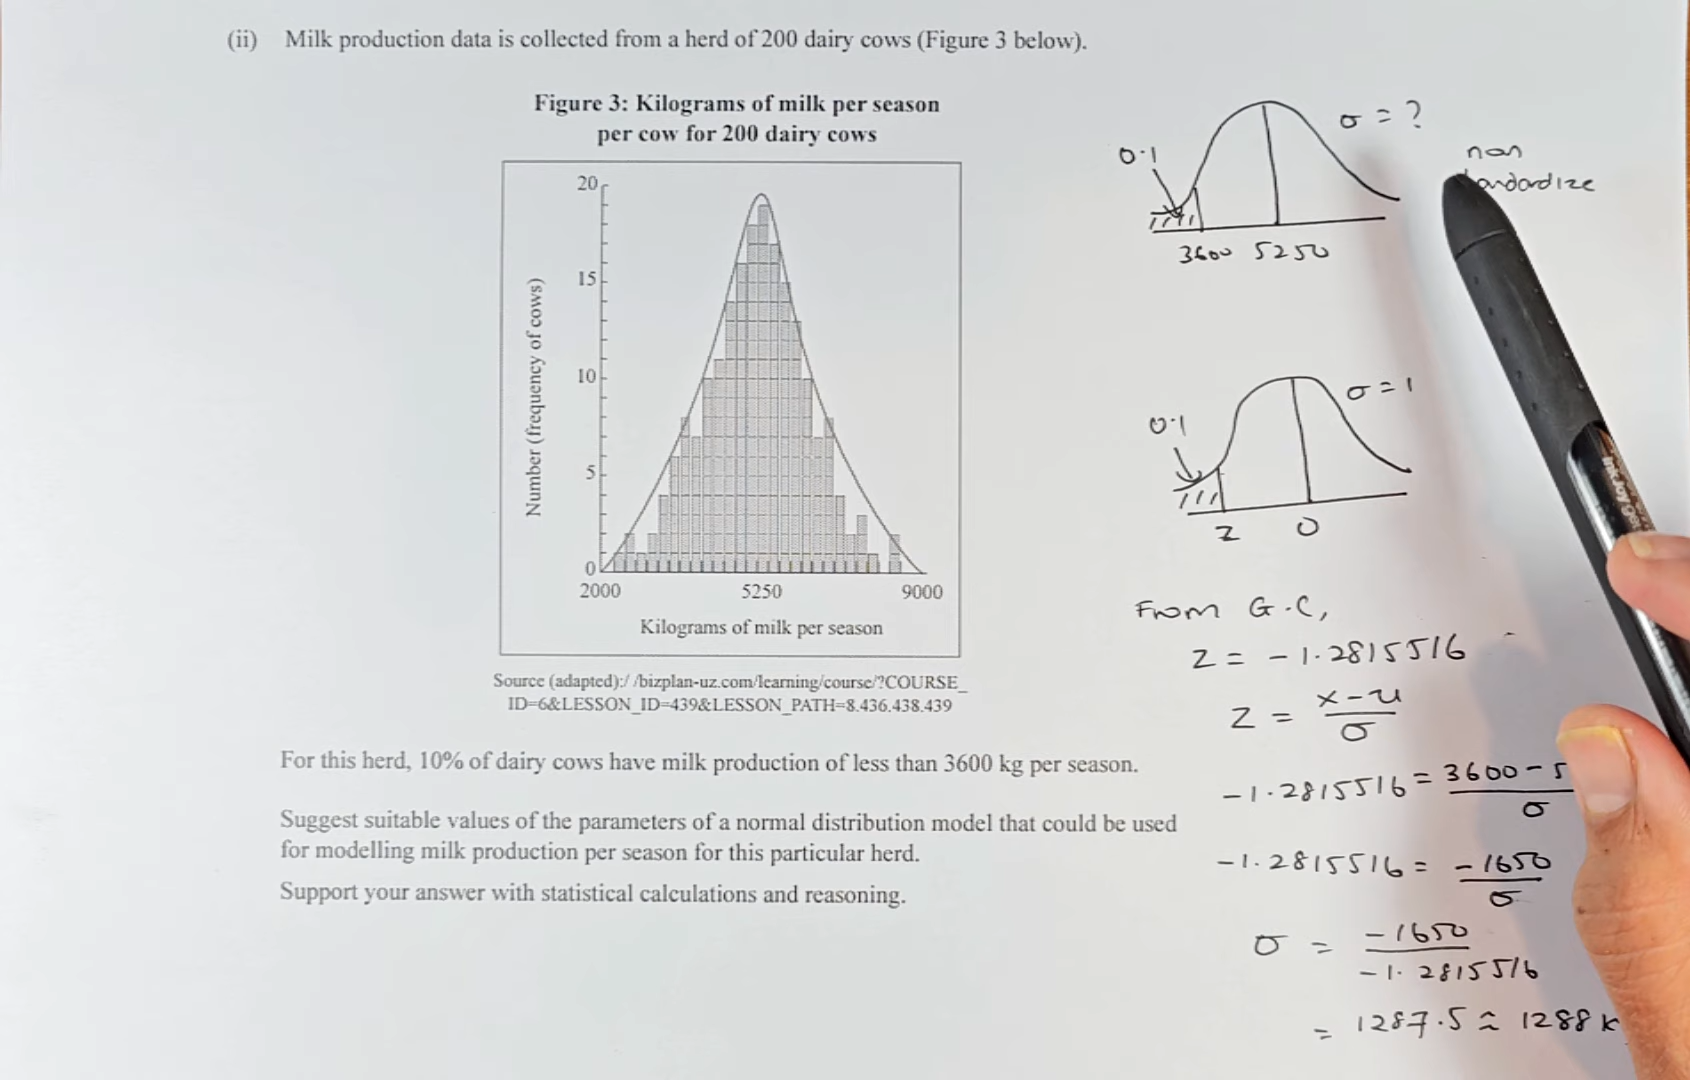 (ii) Milk production data is collected from a herd of 200 dairy cows (Figure 3 below).
Figure 3: Kilograms of milk per season
per cow for 200 dairy cows
20
15
10
5
0
Number (frequency of cows)
2000 5250 9000
Kilograms of milk per season
Source (adapted):/ /bizplan-uz.com/learning/course/?COURSE_
ID=6&LESSON_ID=439&LESSON_PATH=8.436.438.439
For this herd, 10% of dairy cows have milk production of less than 3600 kg per season.
Suggest suitable values of the parameters of a normal distribution model that could be used
for modelling milk production per season for this particular herd.
Support your answer with statistical calculations and reasoning.
σ = ?
0.1
non
3600 5250
σ = 1
0.1
z 0
From G.C,
z = -1.2815516
z = x-u
σ
-1.2815516 = 3600 - 5
σ
-1.2815516 = -1650
σ
σ = -1650
-1.2815516
= 1287.5 ≈ 1288 k